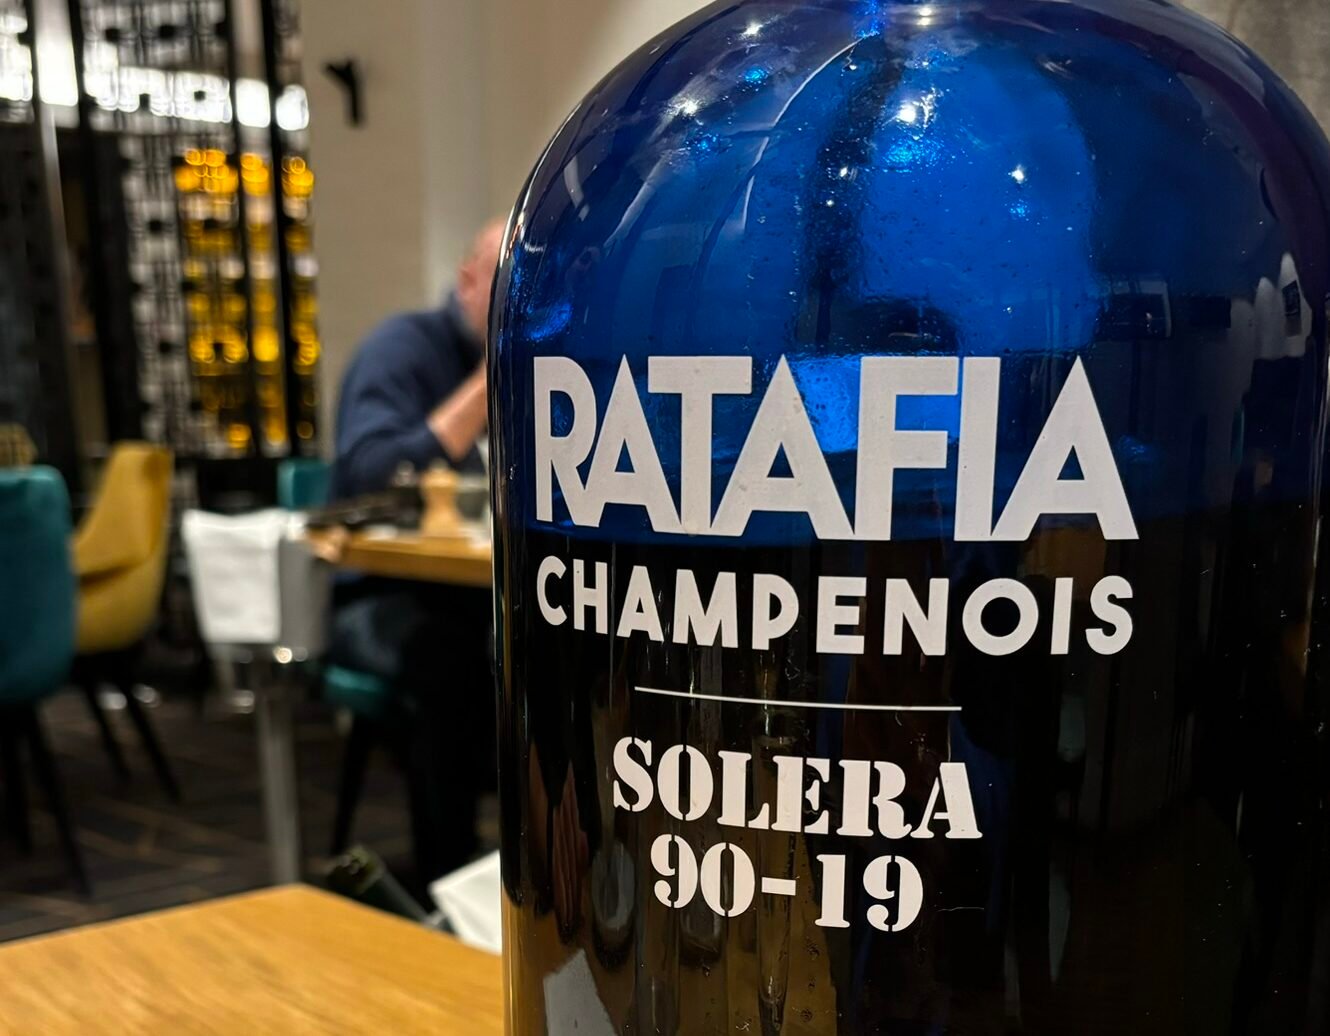 RATAFIA
CHAMPENOIS
SOLERA
90-19